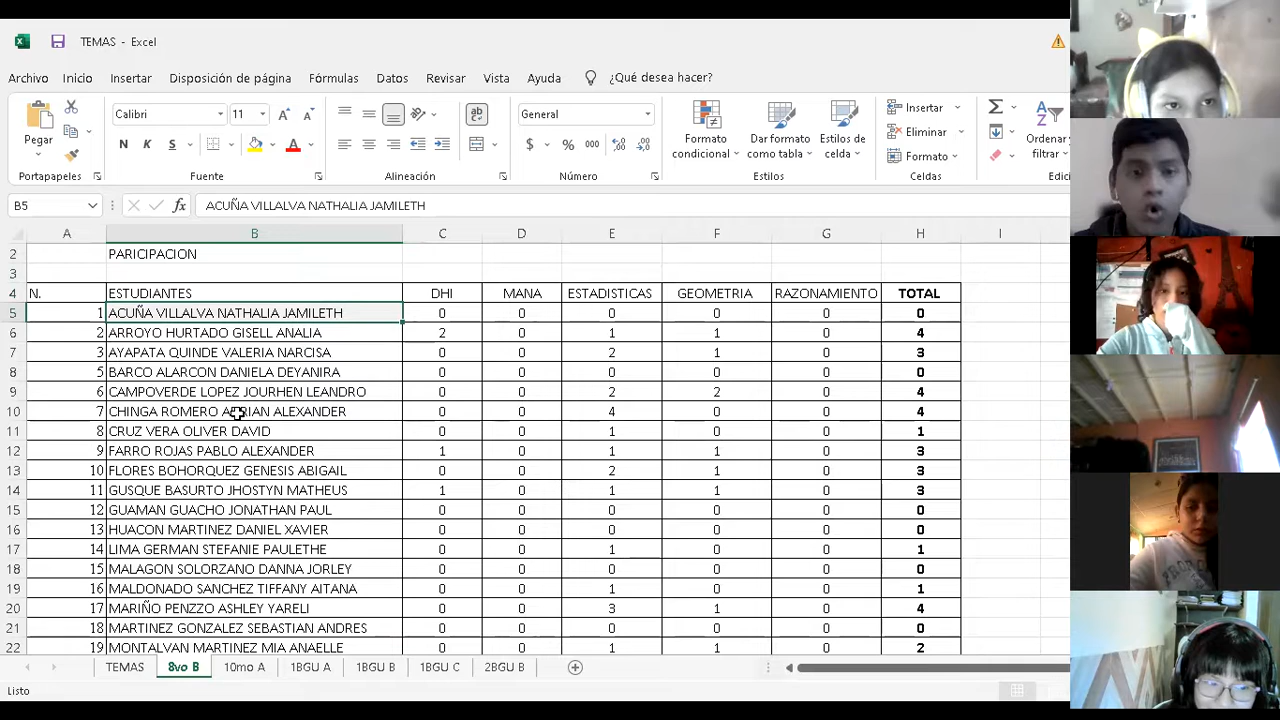 TEMAS - Excel
Archivo Inicio Insertar Disposición de página Fórmulas Datos Revisar Vista Ayuda ¿Qué desea hacer?
Pegar Calibri 11 General Formato condicional Dar formato como tabla Estilos de celda Insertar Eliminar Formato Ordenar filtrar
N K S $ % 000
Portapapeles Fuente Alineación Número Estilos Celdas Edici
B5 fx ACUÑA VILLALVA NATHALIA JAMILETH
A B C D E F G H I
2 PARICIPACION
3
4 N. ESTUDIANTES DHI MANA ESTADISTICAS GEOMETRIA RAZONAMIENTO TOTAL
5 1 ACUÑA VILLALVA NATHALIA JAMILETH 0 0 0 0 0 0
6 2 ARROYO HURTADO GISELL ANALIA 2 0 1 1 0 4
7 3 AYAPATA QUINDE VALERIA NARCISA 0 0 2 1 0 3
8 5 BARCO ALARCON DANIELA DEYANIRA 0 0 0 0 0 0
9 6 CAMPOVERDE LOPEZ JOURHEN LEANDRO 0 0 2 2 0 4
10 7 CHINGA ROMERO ADRIAN ALEXANDER 0 0 4 0 0 4
11 8 CRUZ VERA OLIVER DAVID 0 0 1 0 0 1
12 9 FARRO ROJAS PABLO ALEXANDER 1 0 1 1 0 3
13 10 FLORES BOHORQUEZ GENESIS ABIGAIL 0 0 2 1 0 3
14 11 GUSQUE BASURTO JHOSTYN MATHEUS 1 0 1 1 0 3
15 12 GUAMAN GUACHO JONATHAN PAUL 0 0 0 0 0 0
16 13 HUACON MARTINEZ DANIEL XAVIER 0 0 0 0 0 0
17 14 LIMA GERMAN STEFANIE PAULETHE 0 0 1 0 0 1
18 15 MALAGON SOLORZANO DANNA JORLEY 0 0 0 0 0 0
19 16 MALDONADO SANCHEZ TIFFANY AITANA 0 0 1 0 0 1
20 17 MARIÑO PENZZO ASHLEY YARELI 0 0 3 1 0 4
21 18 MARTINEZ GONZALEZ SEBASTIAN ANDRES 0 0 0 0 0 0
22 19 MONTALVAN MARTINEZ MIA ANAELLE 0 0 1 1 0 2
TEMAS 8vo B 10mo A 1BGU A 1BGU B 1BGU C 2BGU B
Listo